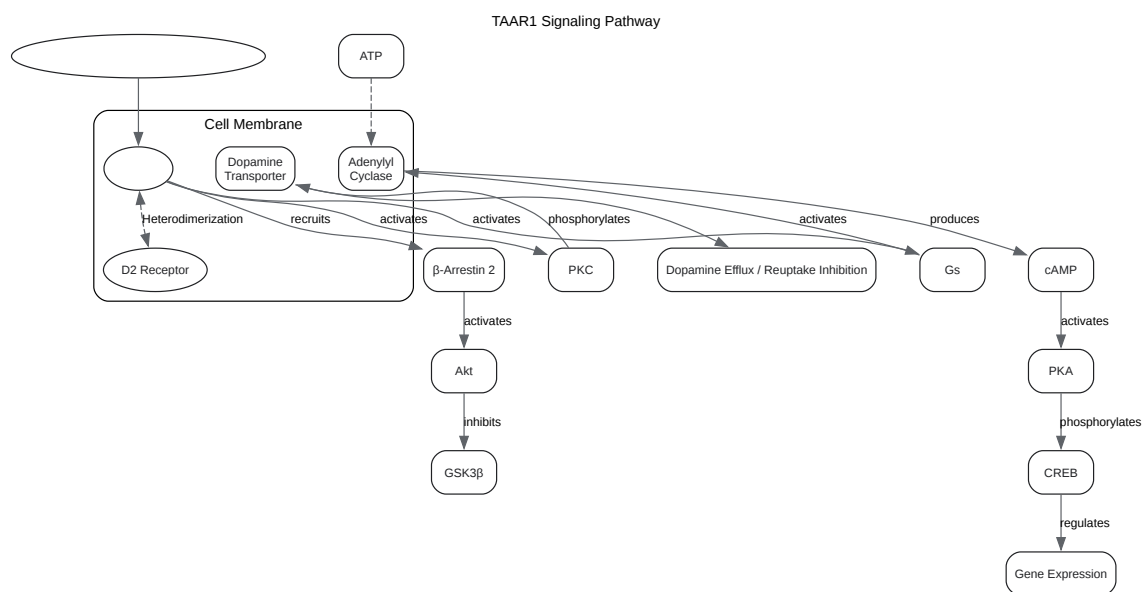 TAAR1 Signaling Pathway
ATP
Cell Membrane
Dopamine
Transporter
Adenylyl
Cyclase
Heterodimerization
recruits
activates
activates
phosphorylates
activates
produces
D2 Receptor
β-Arrestin 2
PKC
Dopamine Efflux / Reuptake Inhibition
Gs
cAMP
activates
activates
Akt
PKA
inhibits
phosphorylates
GSK3β
CREB
regulates
Gene Expression